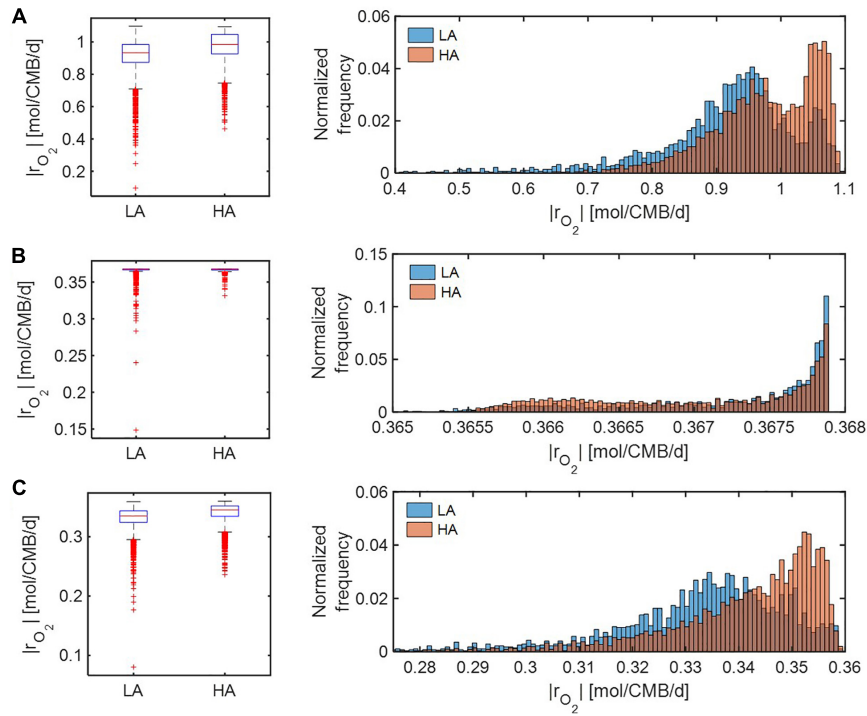 A
|rO2| [mol/CMB/d]
1
0.8
0.6
0.4
0.2
LA HA
Normalized
frequency
0.06
0.04
0.02
0
LA
HA
0.4 0.5 0.6 0.7 0.8 0.9 1 1.1
|rO2| [mol/CMB/d]
B
|rO2| [mol/CMB/d]
0.35
0.3
0.25
0.2
0.15
LA HA
Normalized
frequency
0.15
0.1
0.05
0
LA
HA
0.365 0.3655 0.366 0.3665 0.367 0.3675 0.368
|rO2| [mol/CMB/d]
C
|rO2| [mol/CMB/d]
0.3
0.2
0.1
LA HA
Normalized
frequency
0.06
0.04
0.02
0
LA
HA
0.28 0.29 0.3 0.31 0.32 0.33 0.34 0.35 0.36
|rO2| [mol/CMB/d]